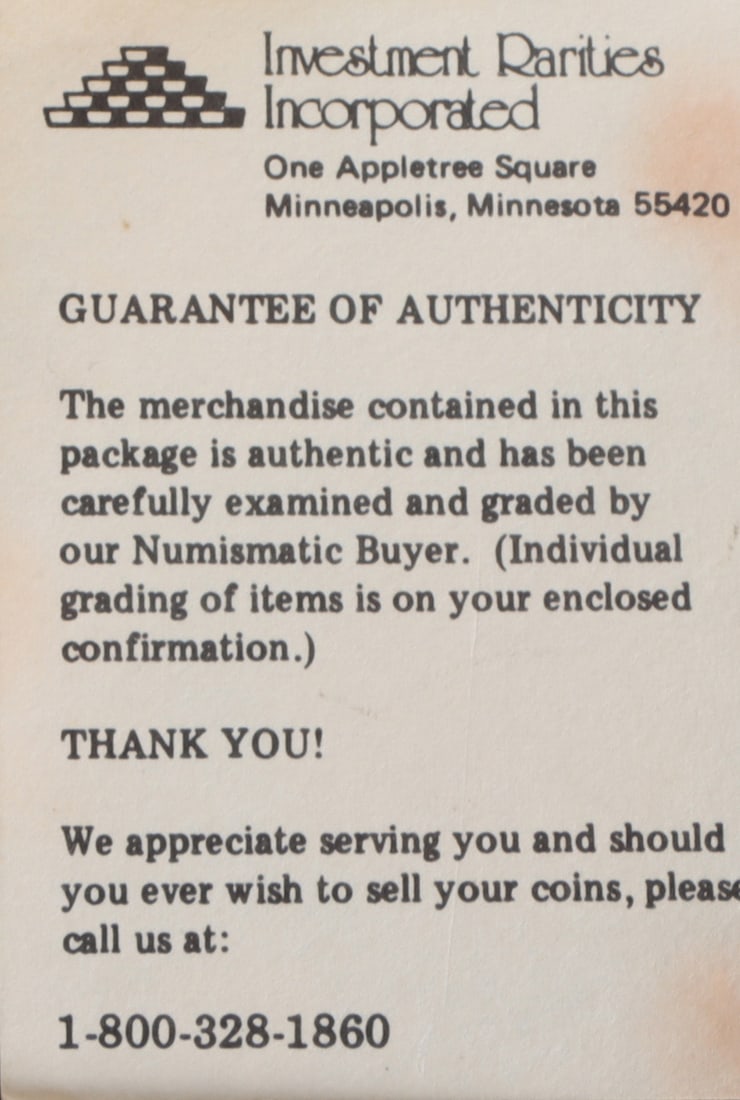 Investment Rarities
Incorporated
One Appletree Square
Minneapolis, Minnesota 55420
GUARANTEE OF AUTHENTICITY
The merchandise contained in this
package is authentic and has been
carefully examined and graded by
our Numismatic Buyer. (Individual
grading of items is on your enclosed
confirmation.)
THANK YOU!
We appreciate serving you and should
you ever wish to sell your coins, please
call us at:
1-800-328-1860